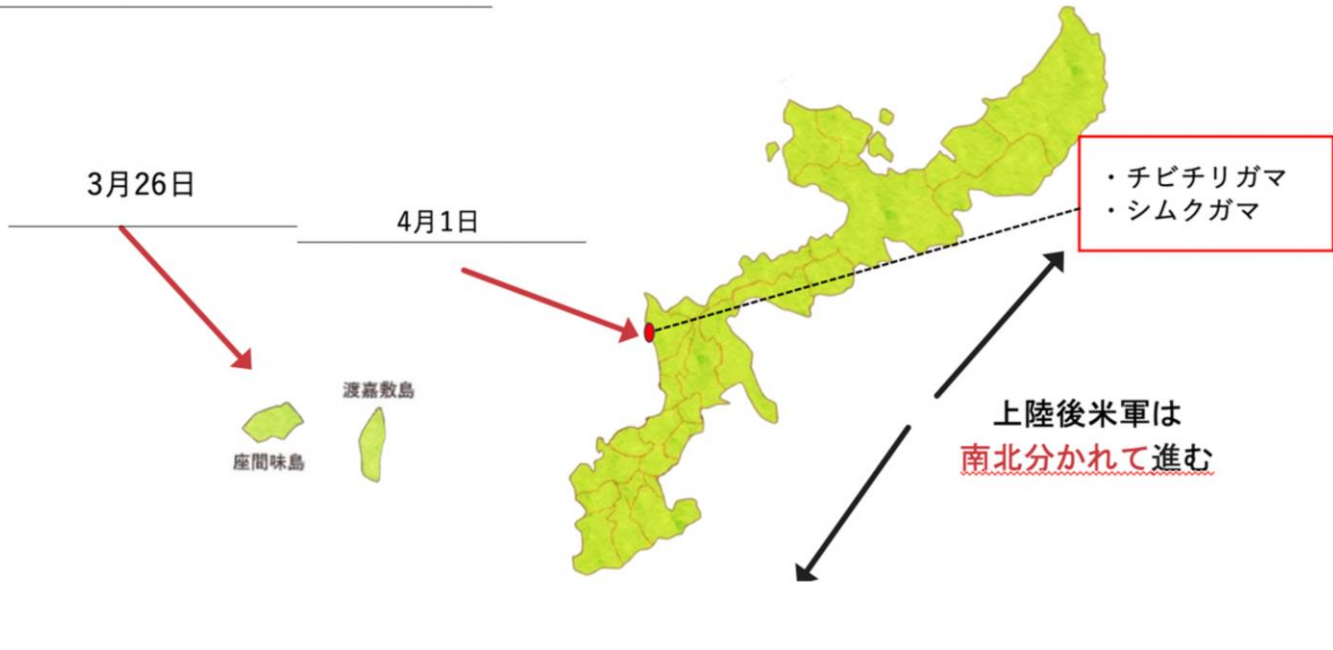 3月26日
4月1日
・チビチリガマ
・シムクガマ
渡嘉敷島
座間味島
上陸後米軍は
南北分かれて進む